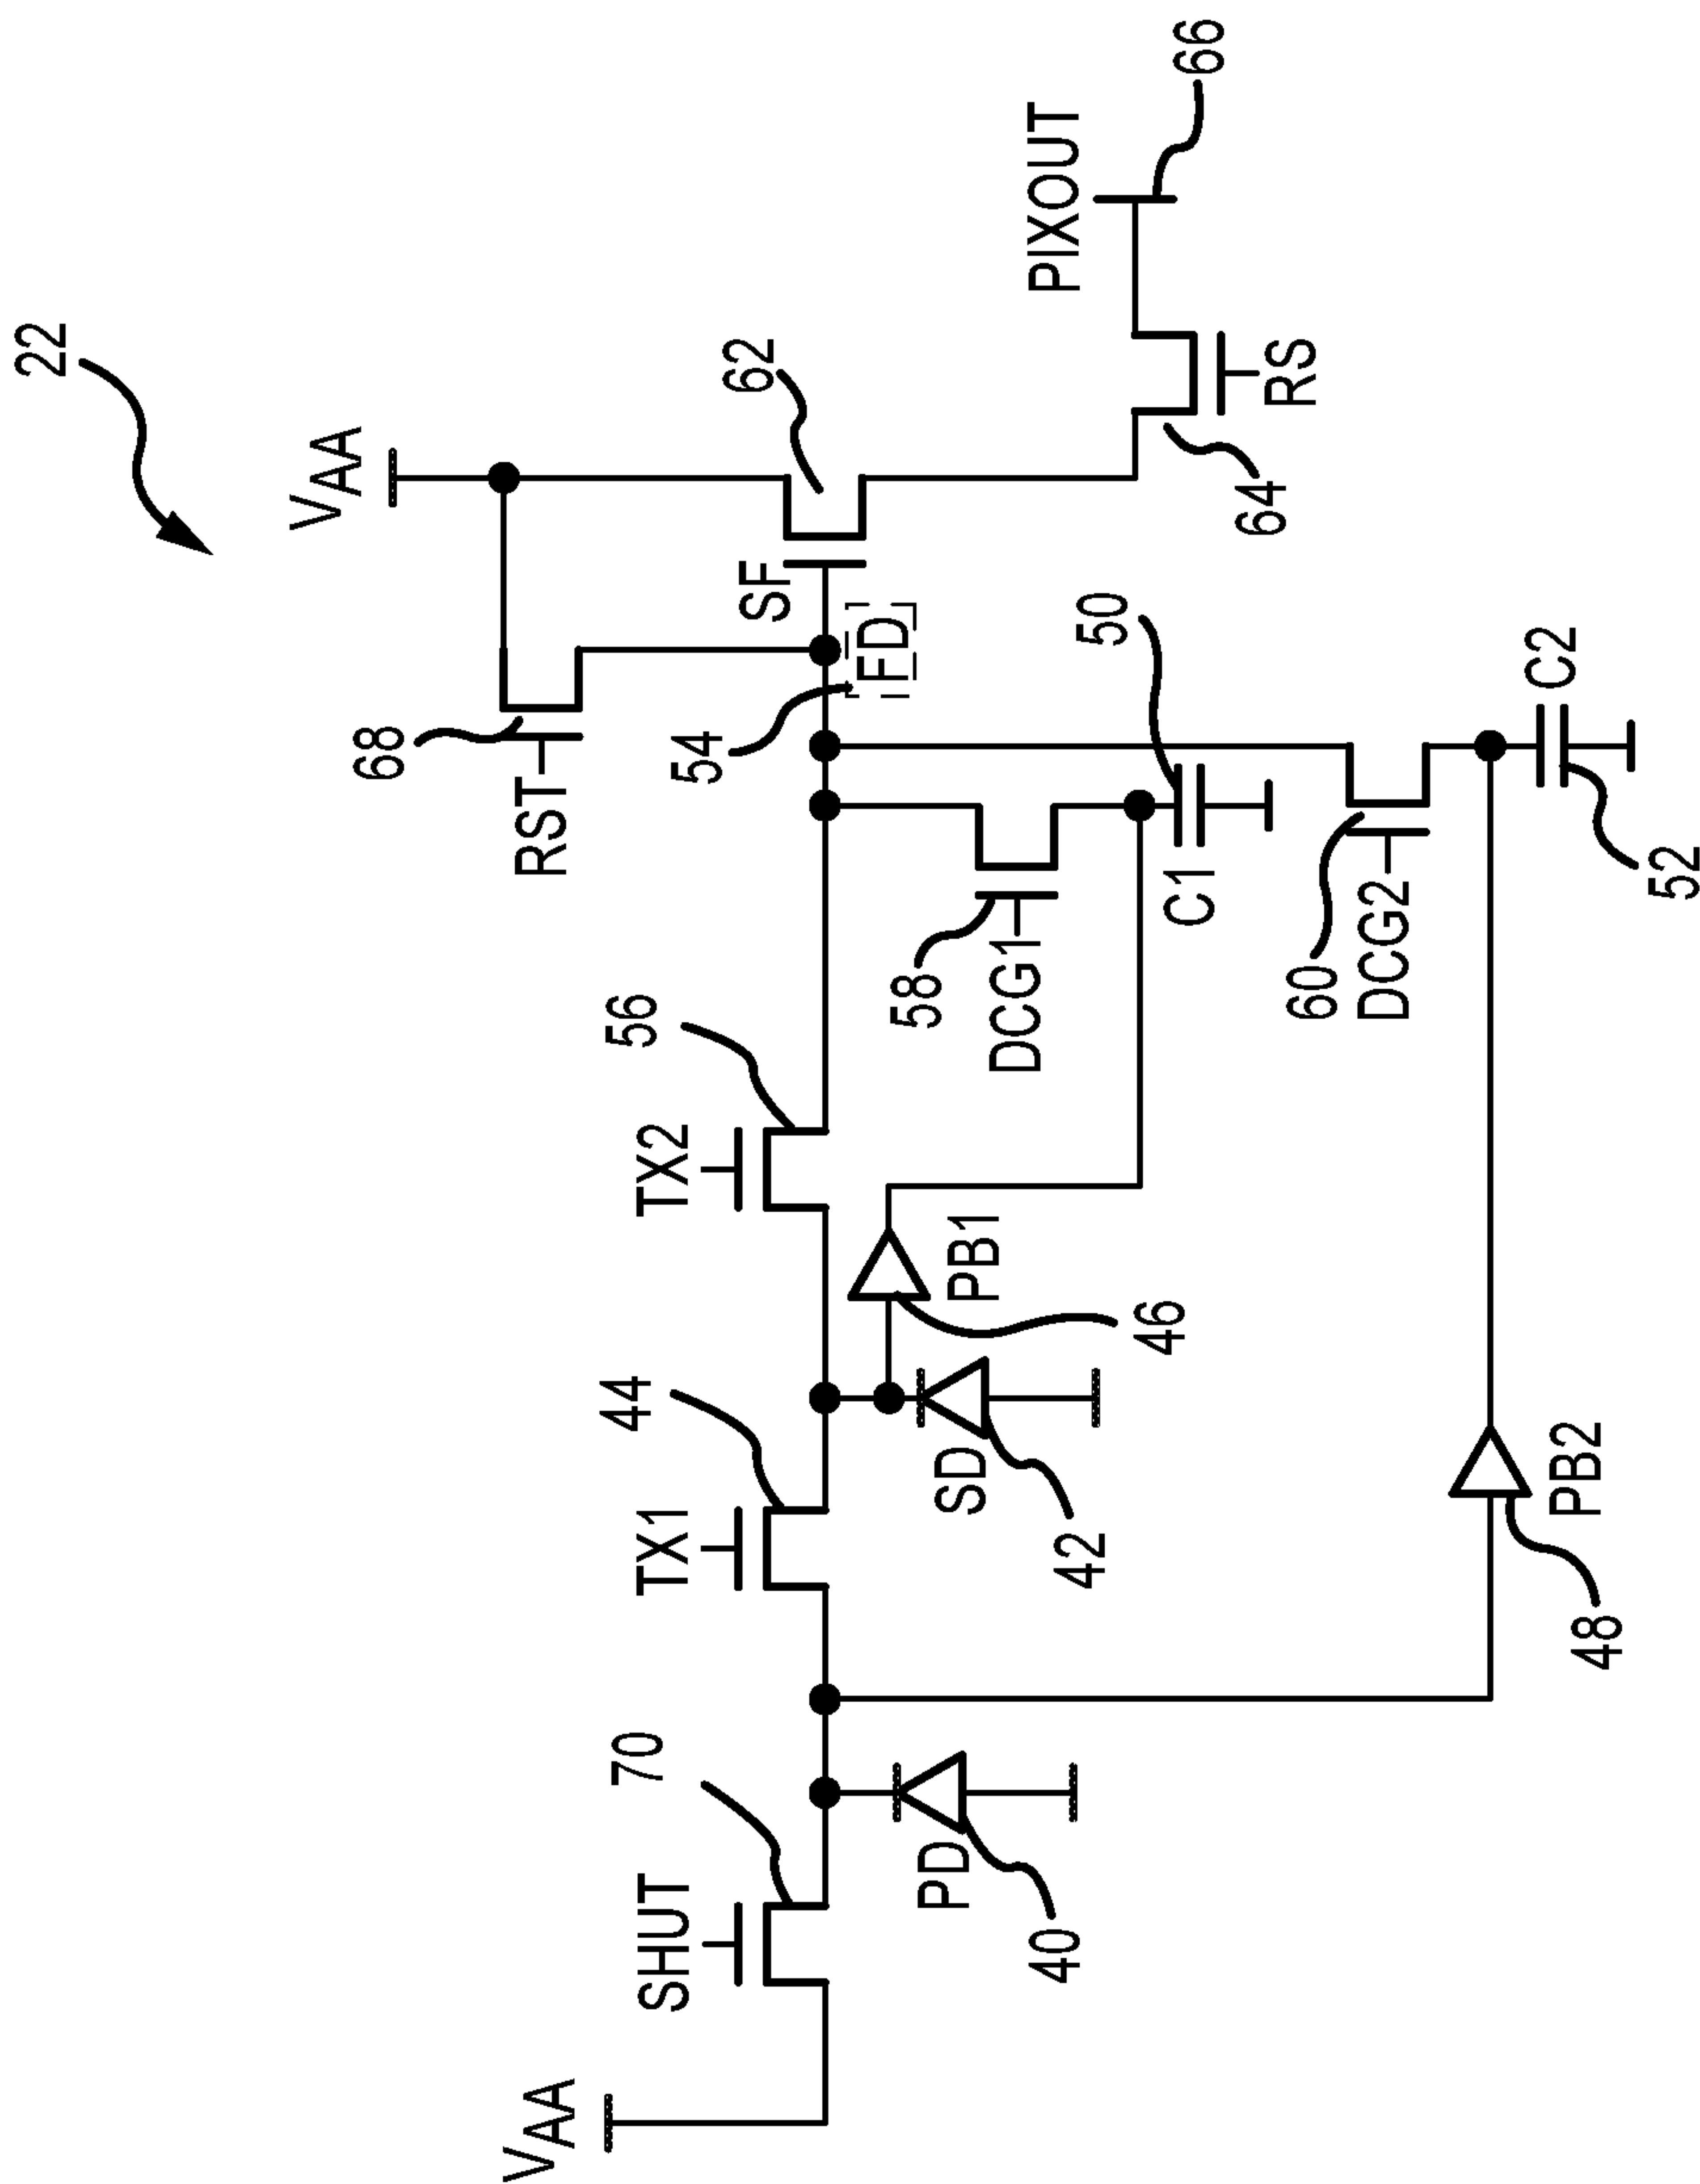 22
VAA
62
66
PIXOUT
SF
RS
64
68
RST
54
FD
50
C1
C2
52
58
DCG1
60
DCG2
56
TX2
44
TX1
PB1
46
SD
42
PB2
48
70
SHUT
PD
40
VAA